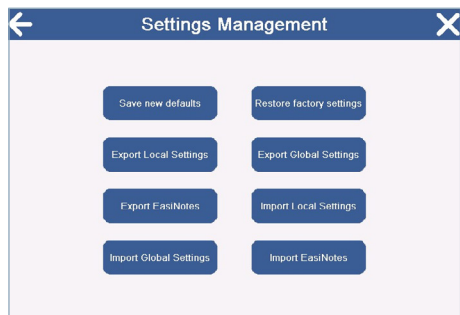 Settings Management
Save new defaults
Restore factory settings
Export Local Settings
Export Global Settings
Export EasiNotes
Import Local Settings
Import Global Settings
Import EasiNotes